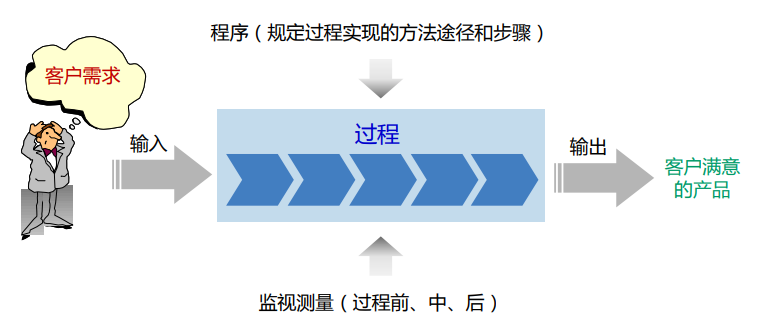 程序（规定过程实现的方法途径和步骤）
客户需求
过程
输入
输出
客户满意
的产品
监视测量（过程前、中、后）